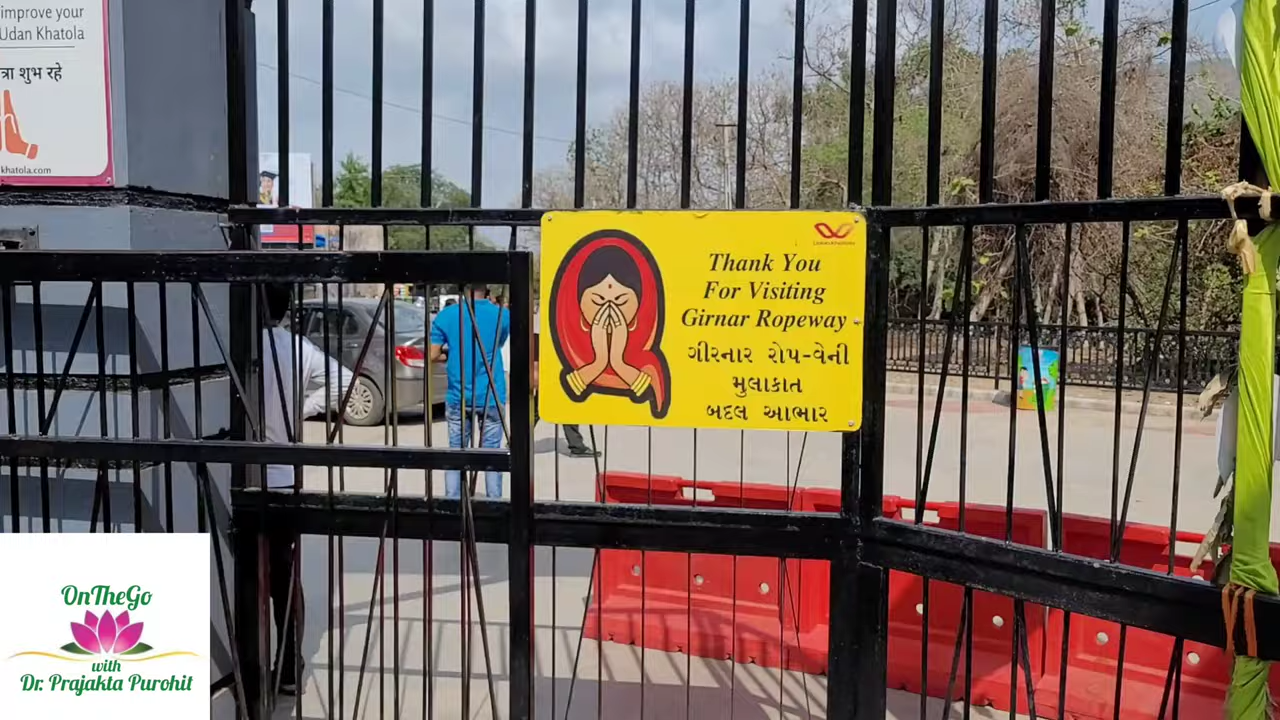 improve your
Udan Khatola
त्रा शुभ रहे
khatola.com
Thank You
For Visiting
Girnar Ropeway
ગીરનાર રોપ-વેની
મુલાકાત
બદલ આભાર
OnTheGo
with
Dr. Prajakta Purohit